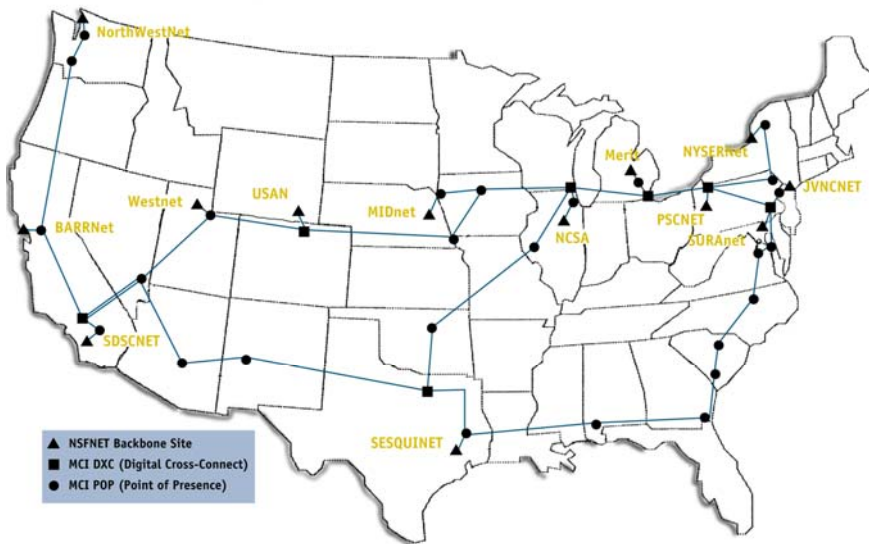 NorthWestNet
Merit
NYSERNet
JVNCNET
Westnet
USAN
MIDnet
PSCNET
BARRNet
NCSA
SURAnet
SDSCNET
SESQUINET
NSFNET Backbone Site
MCI DXC (Digital Cross-Connect)
MCI POP (Point of Presence)